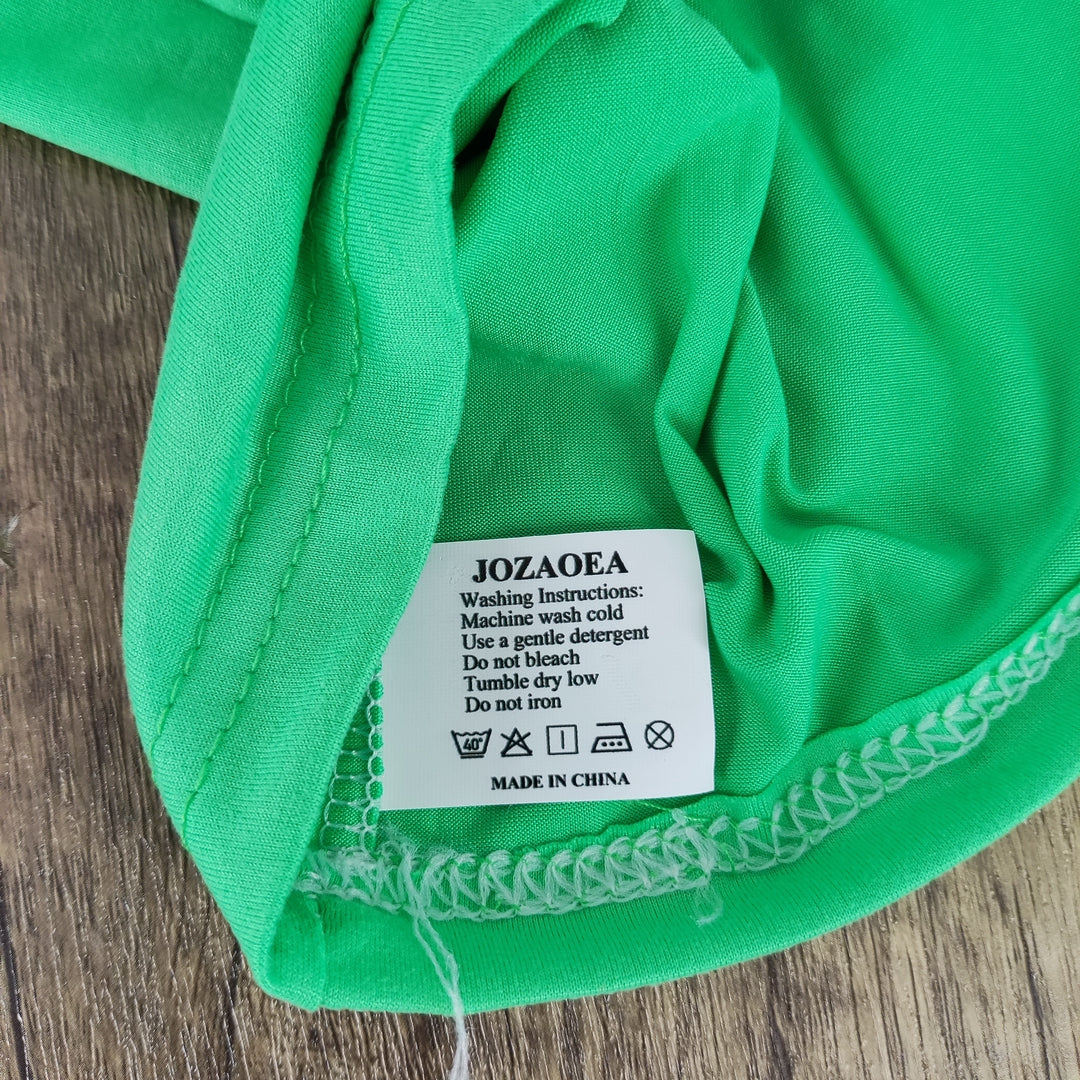 JOZAOEA
Washing Instructions:
Machine wash cold
Use a gentle detergent
Do not bleach
Tumble dry low
Do not iron
40°
MADE IN CHINA